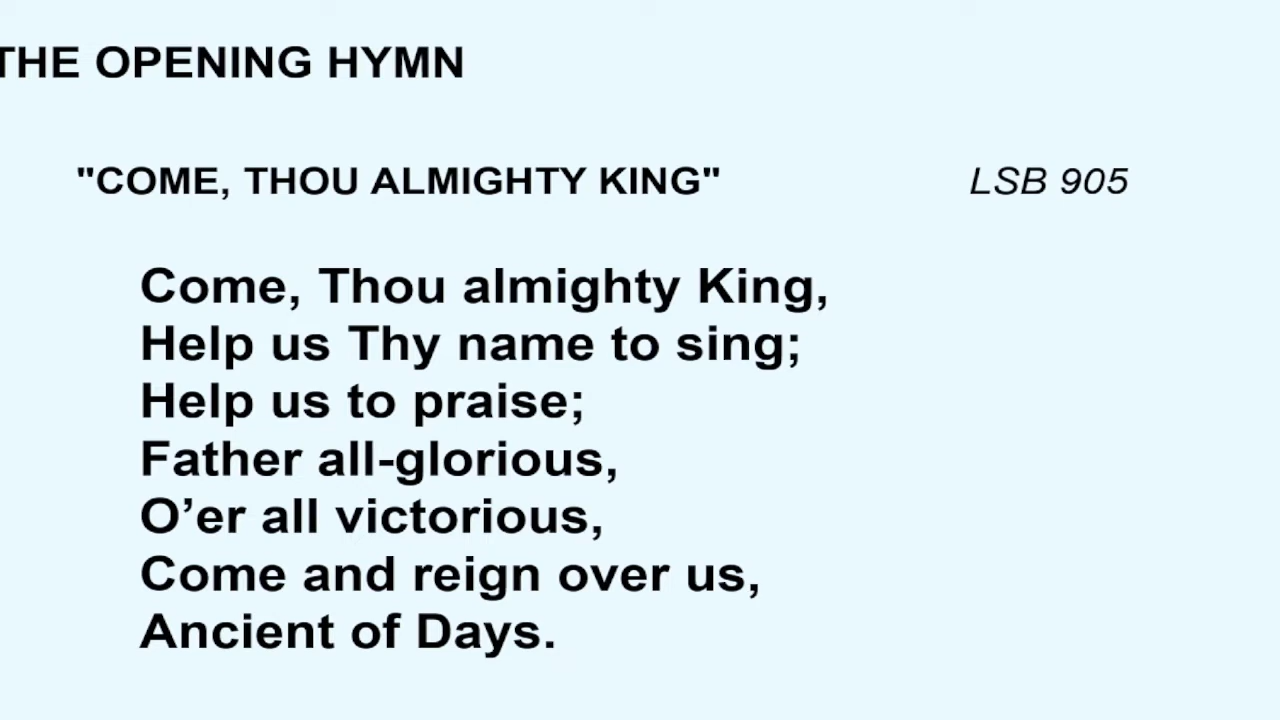 THE OPENING HYMN
"COME, THOU ALMIGHTY KING" LSB 905
Come, Thou almighty King,
Help us Thy name to sing;
Help us to praise;
Father all-glorious,
O’er all victorious,
Come and reign over us,
Ancient of Days.